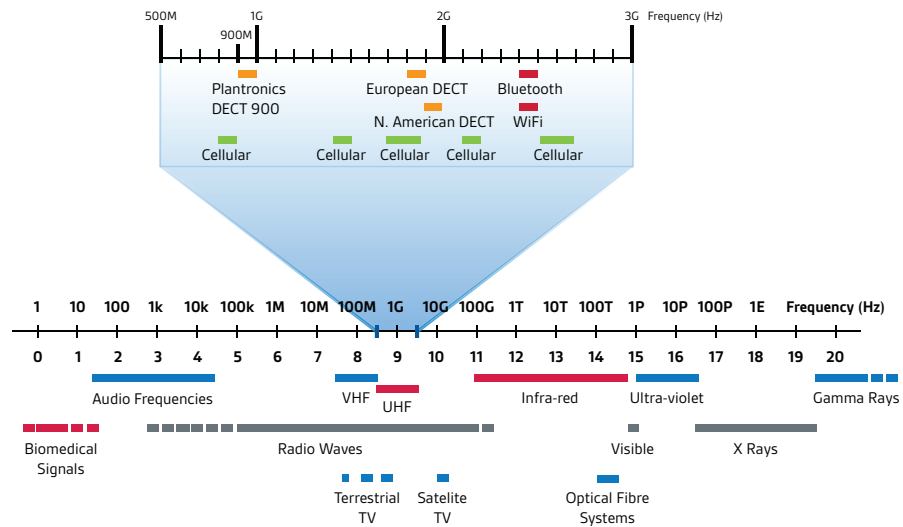 500M 1G 2G 3G Frequency (Hz)
900M
Plantronics European DECT Bluetooth
DECT 900
N. American DECT WiFi
Cellular Cellular Cellular Cellular Cellular
1 10 100 1k 10k 100k 1M 10M 100M 1G 10G 100G 1T 10T 100T 1P 10P 100P 1E Frequency (Hz)
0 1 2 3 4 5 6 7 8 9 10 11 12 13 14 15 16 17 18 19 20
Audio Frequencies VHF UHF Infra-red Ultra-violet Gamma Rays
Biomedical Radio Waves Visible X Rays
Signals
Terrestrial Satelite Optical Fibre
TV TV Systems